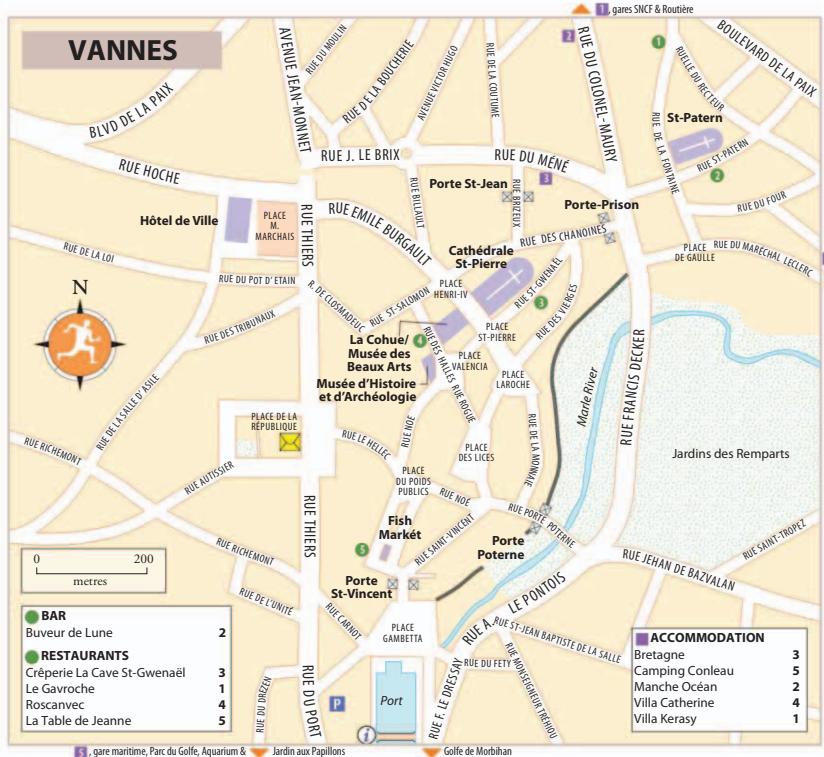 1 , gares SNCF & Routière
VANNES
AVENUE JEAN-MONNET
RUE DU MOULIN
RUE DE LA BOUCHERIE
AVENUE VICTOR HUGO
RUE DE LA COUTUME
2
RUE DU COLONEL-MAURY
1
RUELLE DU RECTEUR
BOULEVARD DE LA PAIX
BLVD DE LA PAIX
St-Patern
RUE DE LA FONTAINE
RUE HOCHE
RUE J. LE BRIX
RUE DU MÉNÉ
RUE ST-PATERN
2
3
Porte St-Jean
RUE BRIZEUX
RUE BILLAULT
Porte-Prison
RUE DU FOUR
Hôtel de Ville
PLACE
M.
MARCHAIS
RUE THIERS
RUE EMILE BURGAULT
RUE DES CHANOINES
RUE DE LA LOI
Cathédrale
St-Pierre
PLACE
DE GAULLE
RUE DU MARÉCHAL LECLERC
RUE DU POT D'ETAIN
R. DE CLOSMADEUC
RUE ST-SALOMON
PLACE
HENRI-IV
RUE ST-GWENAËL
3
RUE DES VIERGES
N
RUE DES TRIBUNAUX
La Cohue/
Musée des
Beaux Arts
4
PLACE
ST-PIERRE
RUE DES HALLES
PLACE
VALENCIA
Musée d'Histoire
et d'Archéologie
RUE ROGUE
PLACE
LAROCHE
Marle River
RUE FRANCIS DECKER
RUE DE LA SALLE D'ASILE
PLACE DE LA
RÉPUBLIQUE
RUE NOE
RUE LE HELLEC
RUE DE LA MONNAIE
RUE RICHEMONT
PLACE
DES LICES
Jardins des Remparts
RUE AUTISSIER
PLACE
DU POIDS
PUBLICS
RUE NOÉ
RUE THIERS
Fish
Markét
RUE SAINT-VINCENT
RUE PORTE POTERNE
Porte
Poterne
5
RUE SAINT-TROPEZ
RUE RICHEMONT
RUE JEHAN DE BAZVALAN
0 200
metres
Porte
St-Vincent
RUE A. LE PONTOIS
RUE DE L'UNITÉ
RUE CARNOT
PLACE
GAMBETTA
RUE ST-JEAN BAPTISTE DE LA SALLE
RUE DU FETY
RUE MONSEIGNEUR TRÉHIOU
RUE DU DREZEN
RUE DU PORT
P
Port
i
RUE F. LE DRESSAY
BAR
Buveur de Lune 2
RESTAURANTS
Crêperie La Cave St-Gwenaël 3
Le Gavroche 1
Roscanvec 4
La Table de Jeanne 5
ACCOMMODATION
Bretagne 3
Camping Conleau 5
Manche Océan 2
Villa Catherine 4
Villa Kerasy 1
5 , gare maritime, Parc du Golfe, Aquarium & Jardin aux Papillons
Golfe de Morbihan